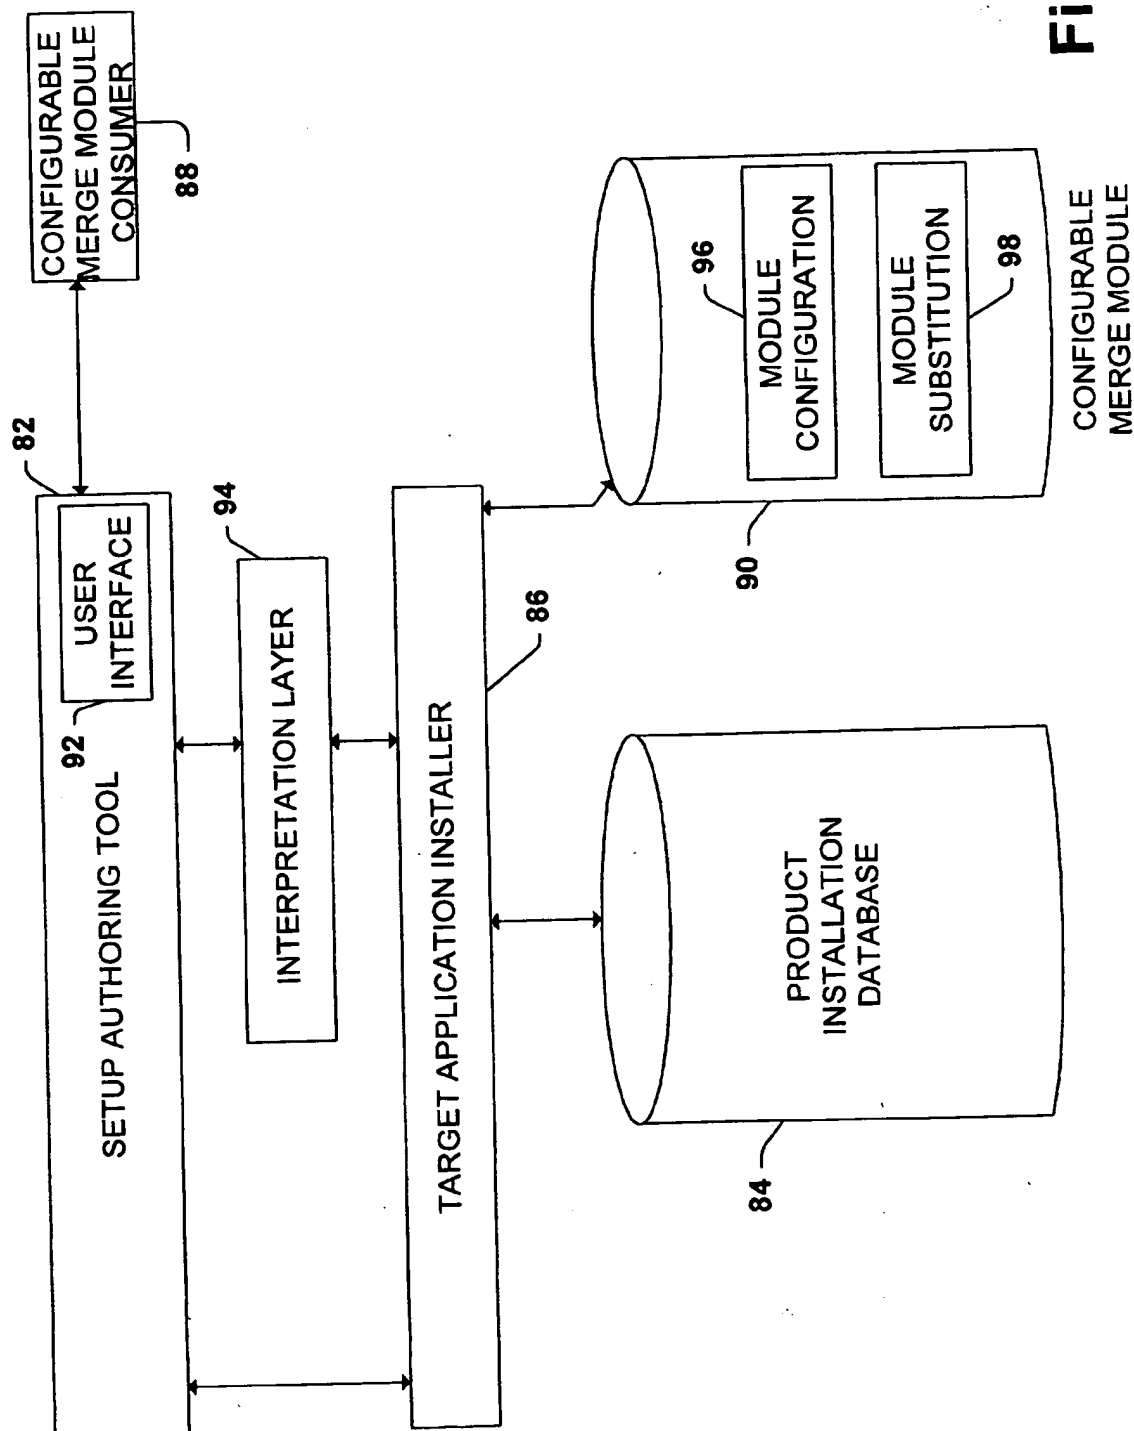 CONFIGURABLE
MERGE MODULE
CONSUMER
88
82
SETUP AUTHORING TOOL
USER
INTERFACE
92
94
INTERPRETATION LAYER
TARGET APPLICATION INSTALLER
86
PRODUCT
INSTALLATION
DATABASE
84
90
MODULE
CONFIGURATION
96
MODULE
SUBSTITUTION
98
CONFIGURABLE
MERGE MODULE
Fi